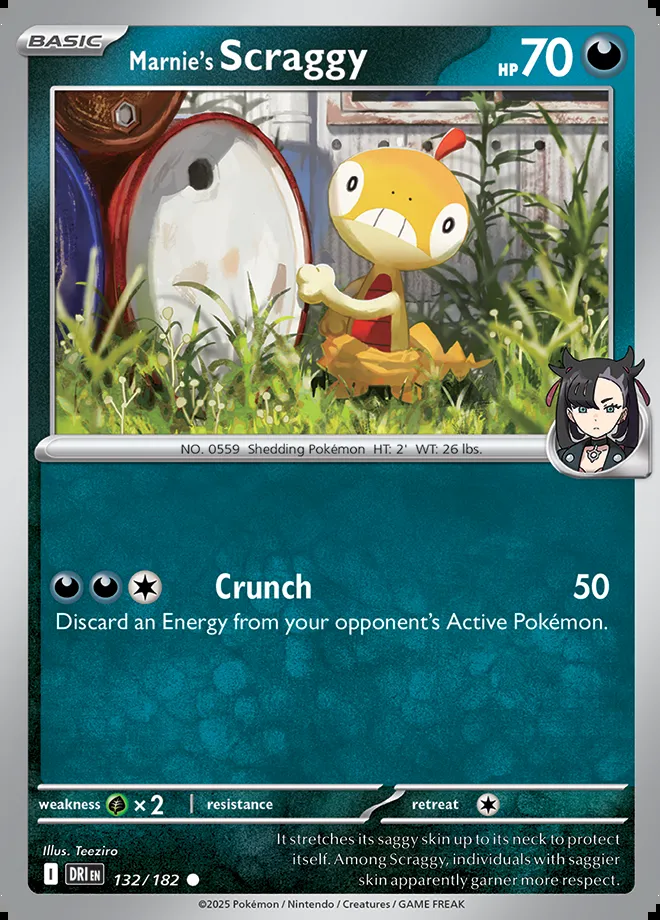 BASIC
Marnie's Scraggy
HP 70
NO. 0559 Shedding Pokémon HT: 2' WT: 26 lbs.
Crunch 50
Discard an Energy from your opponent's Active Pokémon.
weakness ×2 resistance retreat
It stretches its saggy skin up to its neck to protect
itself. Among Scraggy, individuals with saggier
skin apparently garner more respect.
Illus. Teeziro
I DRI EN 132/182
©2025 Pokémon / Nintendo / Creatures / GAME FREAK